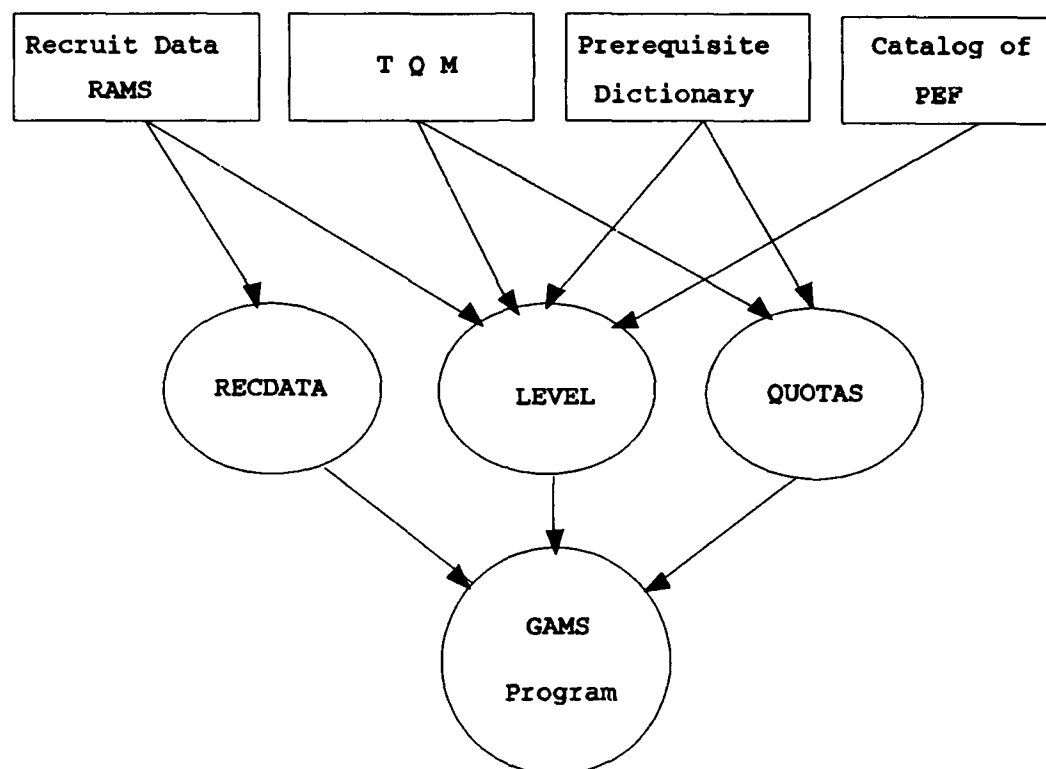 Recruit Data
RAMS
T Q M
Prerequisite
Dictionary
Catalog of
PEF
RECDATA
LEVEL
QUOTAS
GAMS
Program